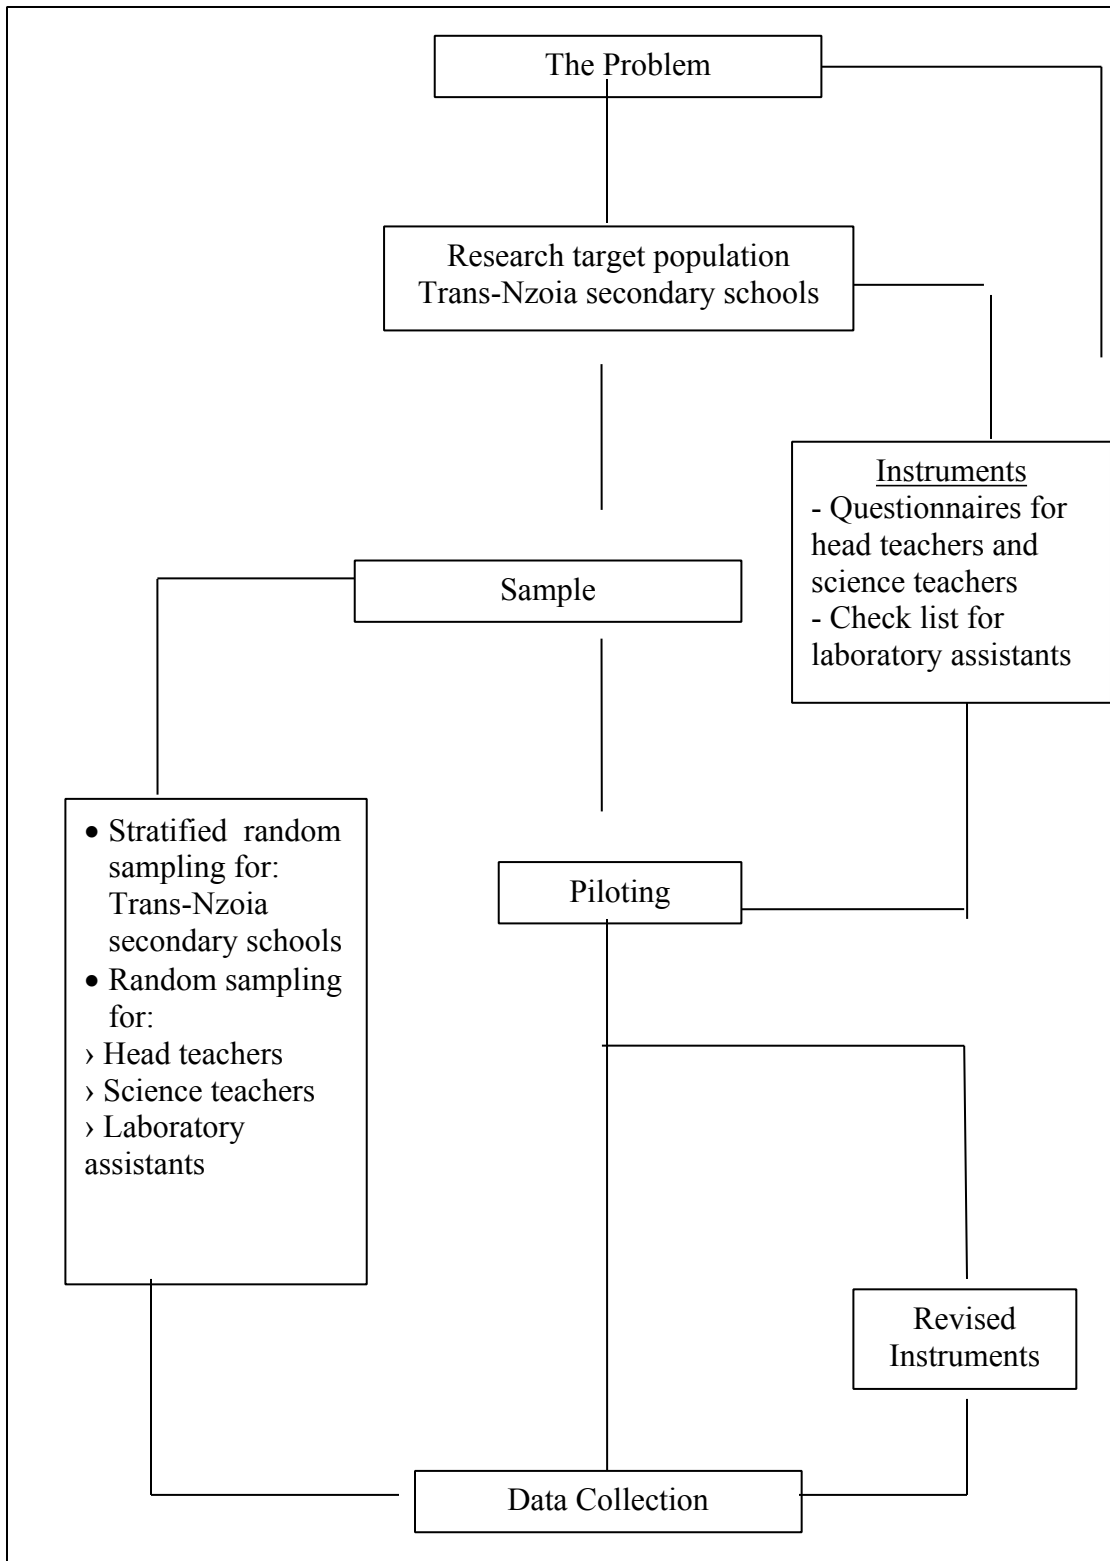 The Problem
Research target population
Trans-Nzoia secondary schools
Instruments
- Questionnaires for
head teachers and
science teachers
- Check list for
laboratory assistants
Sample
• Stratified random
sampling for:
Trans-Nzoia
secondary schools
• Random sampling
for:
› Head teachers
› Science teachers
› Laboratory
assistants
Piloting
Revised
Instruments
Data Collection